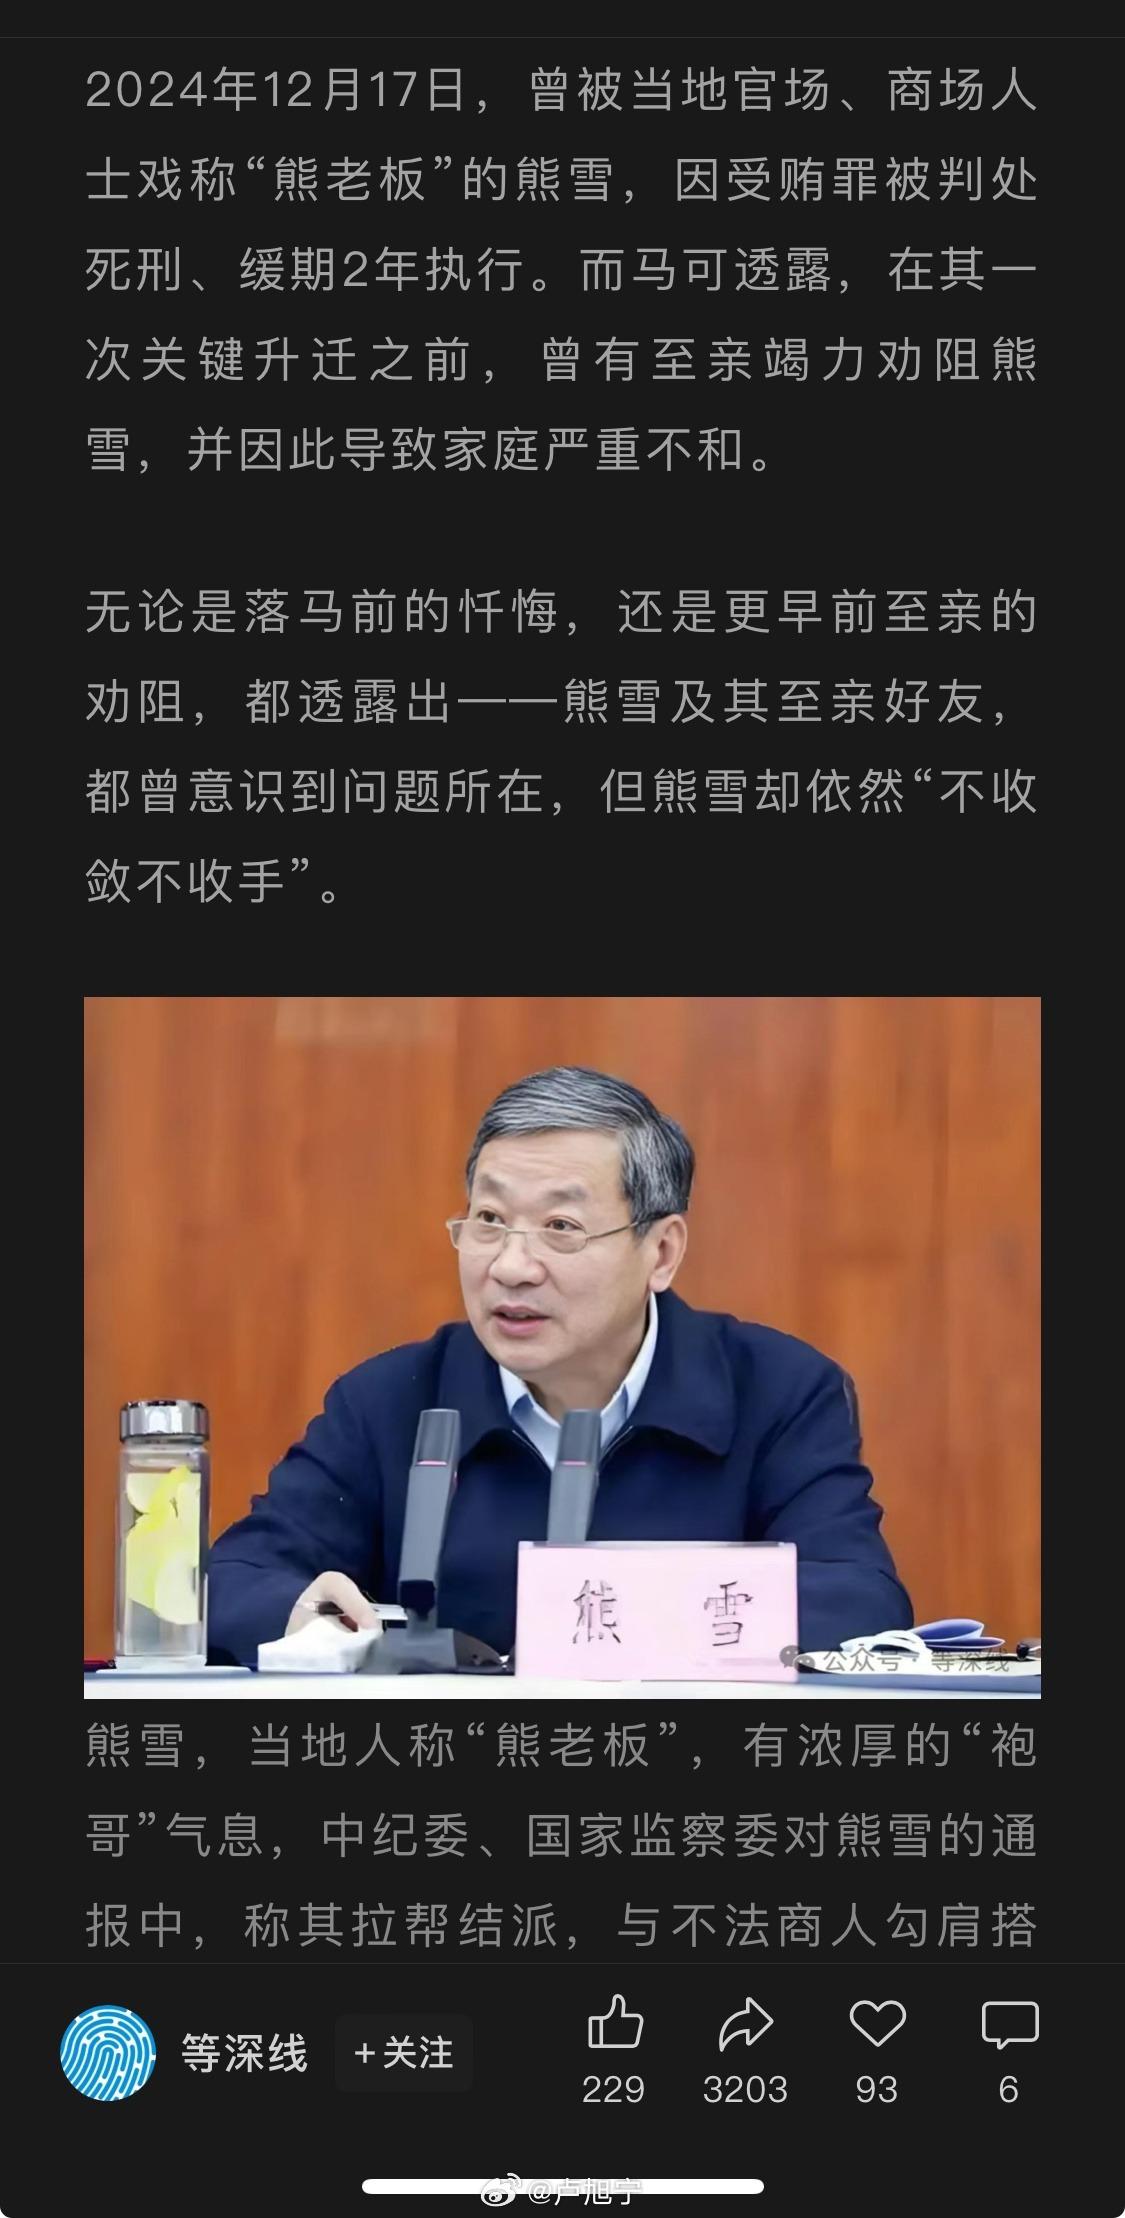 2024年12月17日，曾被当地官场、商场人
士戏称“熊老板”的熊雪，因受贿罪被判处
死刑、缓期2年执行。而马可透露，在其一
次关键升迁之前，曾有至亲竭力劝阻熊
雪，并因此导致家庭严重不和。
无论是落马前的忏悔，还是更早前至亲的
劝阻，都透露出——熊雪及其至亲好友，
都曾意识到问题所在，但熊雪却依然“不收
敛不收手”。
熊 雪
公众号·等深线
熊雪，当地人称“熊老板”，有浓厚的“袍
哥”气息，中纪委、国家监察委对熊雪的通
报中，称其拉帮结派，与不法商人勾肩搭
等深线 +关注
229 3203 93 6
@卢旭宁